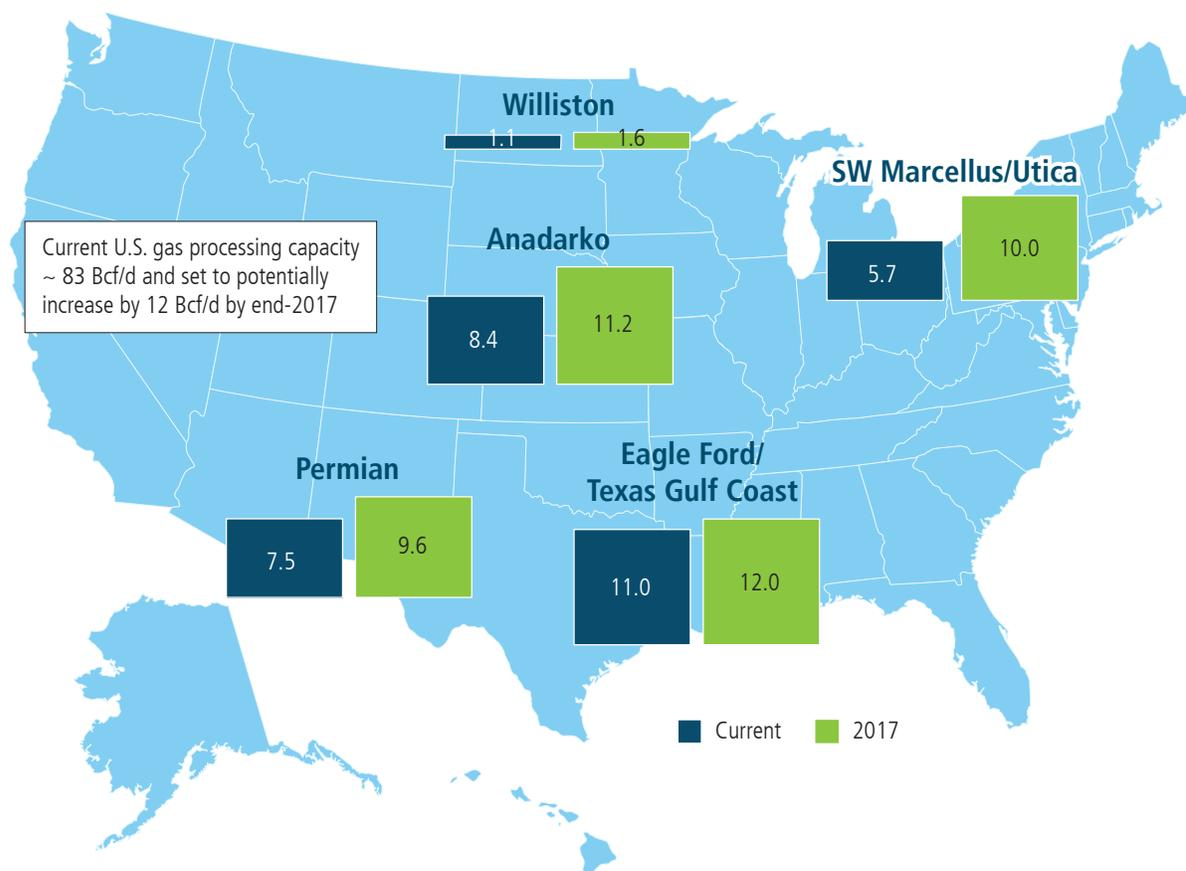 Williston
1.1
1.6
SW Marcellus/Utica
5.7
10.0
Current U.S. gas processing capacity
~ 83 Bcf/d and set to potentially
increase by 12 Bcf/d by end-2017
Anadarko
8.4
11.2
Permian
7.5
9.6
Eagle Ford/
Texas Gulf Coast
11.0
12.0
Current
2017